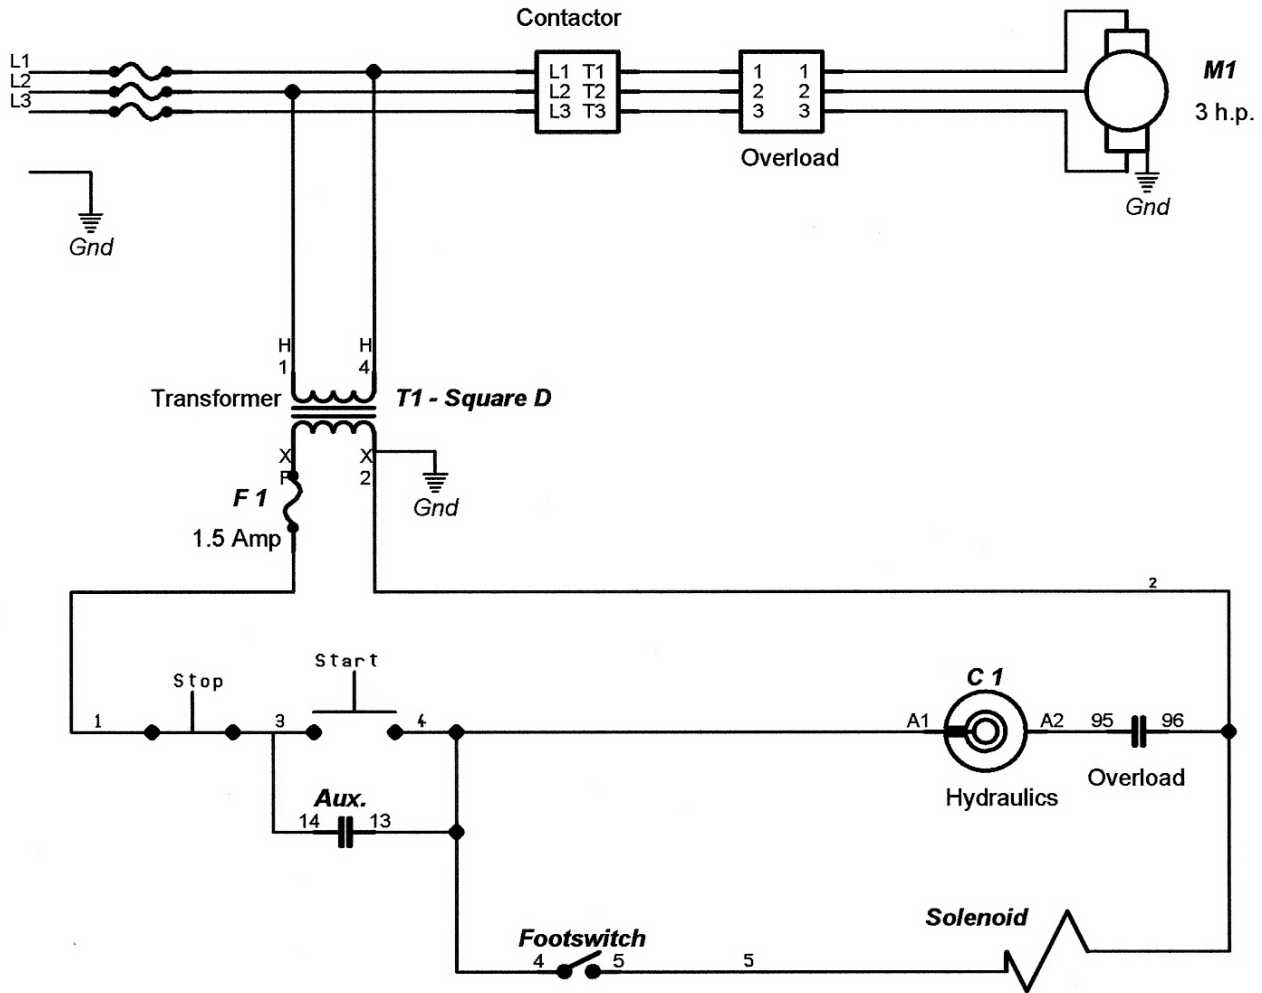 Contactor
L1
L2
L3
L1 T1
L2 T2
L3 T3
1 1
2 2
3 3
Overload
M1
3 h.p.
Gnd
Gnd
H
1
H
4
Transformer
T1 - Square D
X
F
X
2
Gnd
F 1
1.5 Amp
2
Stop
Start
1
3
4
C 1
A1
A2
95
96
Hydraulics
Overload
Aux.
14
13
Footswitch
4
5
5
Solenoid